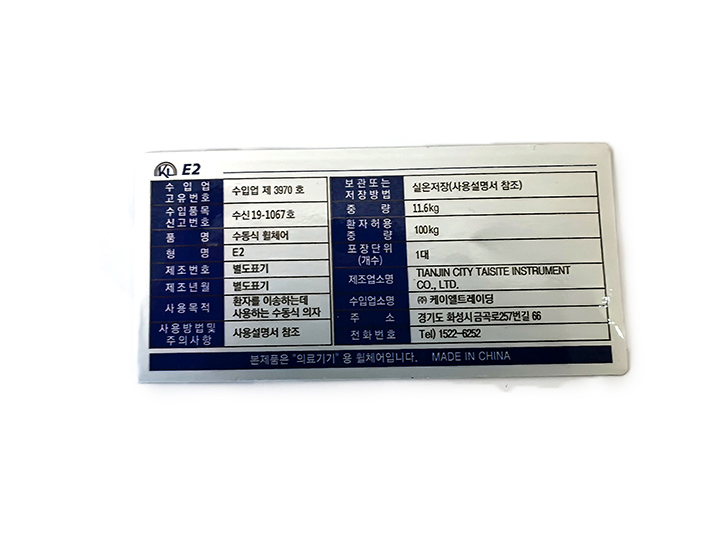 KL E2
수 입 업
고유번호
수입업 제 3970 호
수입품목
신고번호
수신 19-1067호
품 명
수동식 휠체어
형 명
E2
제조번호
별도표기
제조년월
별도표기
사용목적
환자를 이송하는데
사용하는 수동식 의자
사용방법및
주의사항
사용설명서 참조
보관또는
저장방법
실온저장(사용설명서 참조)
중 량
11.6kg
환자허용
중 량
100kg
포장단위
(개수)
1대
제조업소명
TIANJIN CITY TAISITE INSTRUMENT
CO., LTD.
수입업소명
㈜ 케이엘트레이딩
주 소
경기도 화성시 금곡로257번길 66
전화번호
Tel) 1522-6252
본제품은 "의료기기" 용 휠체어입니다. MADE IN CHINA